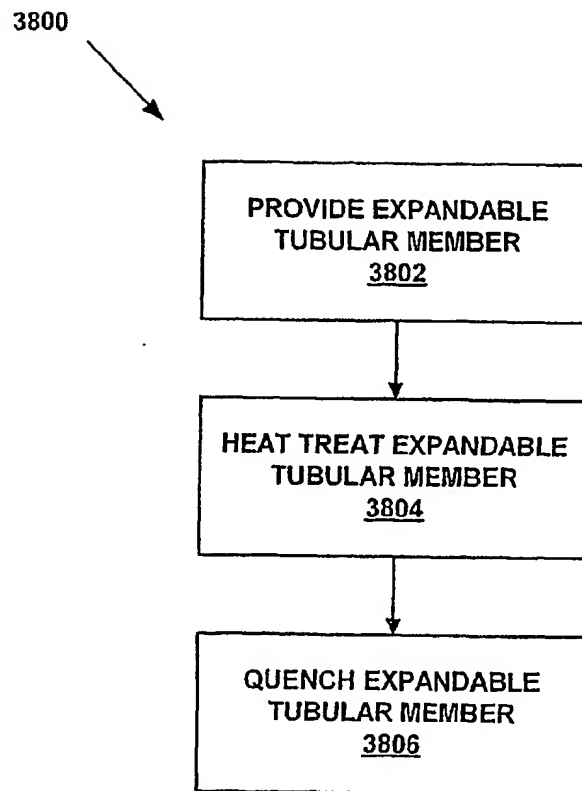 3800
PROVIDE EXPANDABLE
TUBULAR MEMBER
3802
HEAT TREAT EXPANDABLE
TUBULAR MEMBER
3804
QUENCH EXPANDABLE
TUBULAR MEMBER
3806